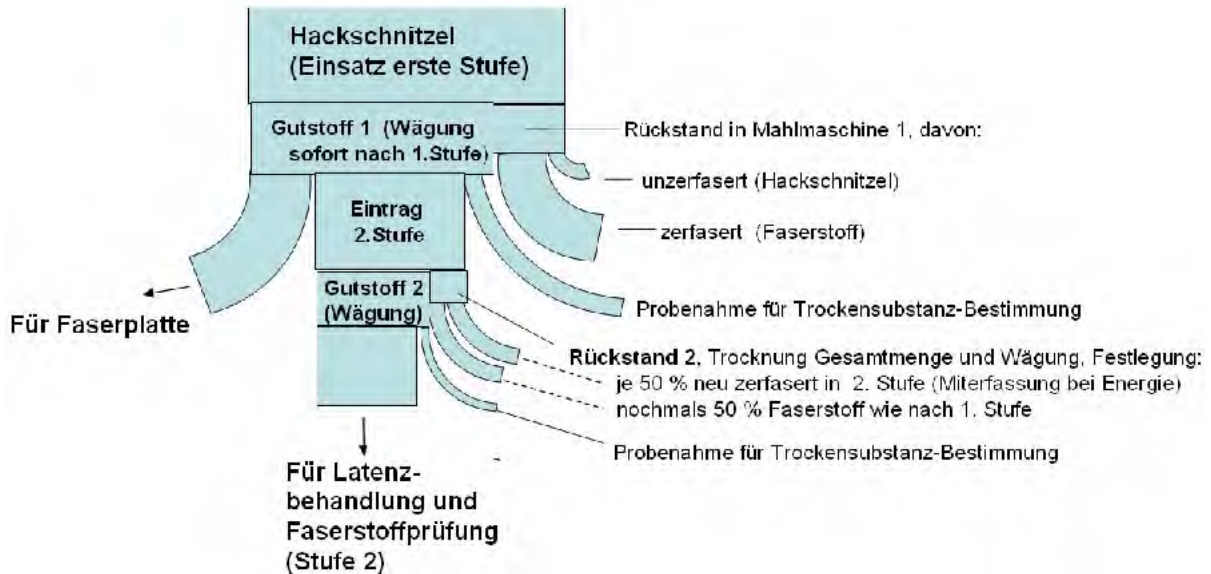 Hackschnitzel
(Einsatz erste Stufe)
Gutstoff 1 (Wägung
sofort nach 1.Stufe)
Rückstand in Mahlmaschine 1, davon:
unzerfasert (Hackschnitzel)
Eintrag
2.Stufe
zerfasert (Faserstoff)
Gutstoff 2
(Wägung)
Für Faserplatte
Probenahme für Trockensubstanz-Bestimmung
Rückstand 2, Trocknung Gesamtmenge und Wägung, Festlegung:
je 50 % neu zerfasert in 2. Stufe (Miterfassung bei Energie)
nochmals 50 % Faserstoff wie nach 1. Stufe
Probenahme für Trockensubstanz-Bestimmung
Für Latenz-
behandlung und
Faserstoffprüfung
(Stufe 2)